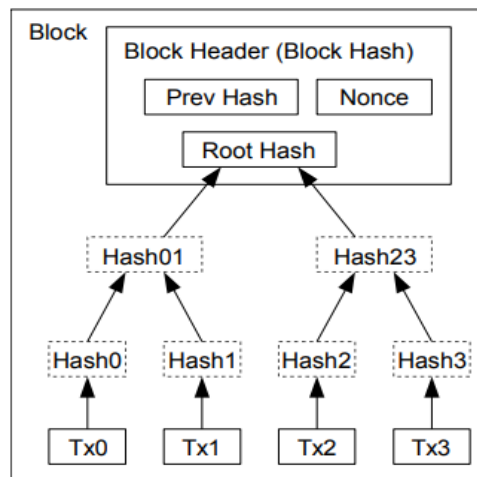 Block
Block Header (Block Hash)
Prev Hash Nonce
Root Hash
Hash01 Hash23
Hash0 Hash1 Hash2 Hash3
Tx0 Tx1 Tx2 Tx3